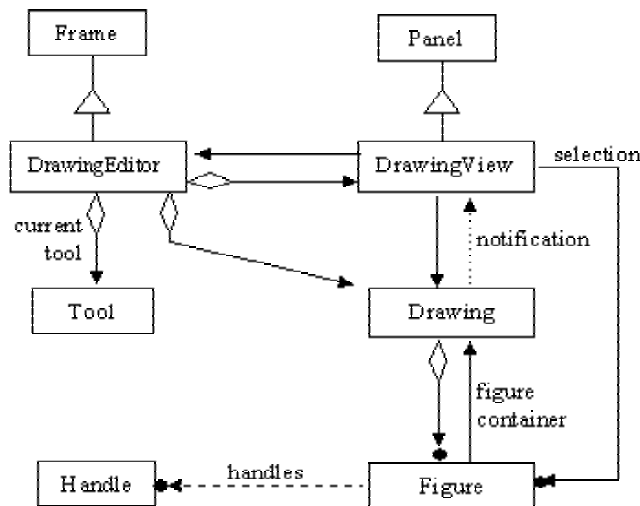 Frame
Panel
DrawingEditor
DrawingView
selection
current
tool
notification
Tool
Drawing
figure
container
handles
Handle
Figure